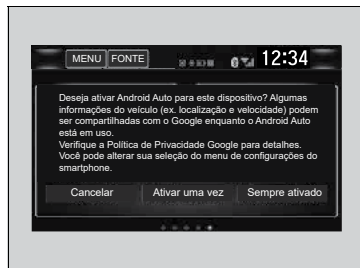 MENU FONTE 12:34
Deseja ativar Android Auto para este dispositivo? Algumas
informações do veículo (ex. localização e velocidade) podem
ser compartilhadas com o Google enquanto o Android Auto
está em uso.
Verifique a Política de Privacidade Google para detalhes.
Você pode alterar sua seleção do menu de configurações do
smartphone.
Cancelar Ativar uma vez Sempre ativado